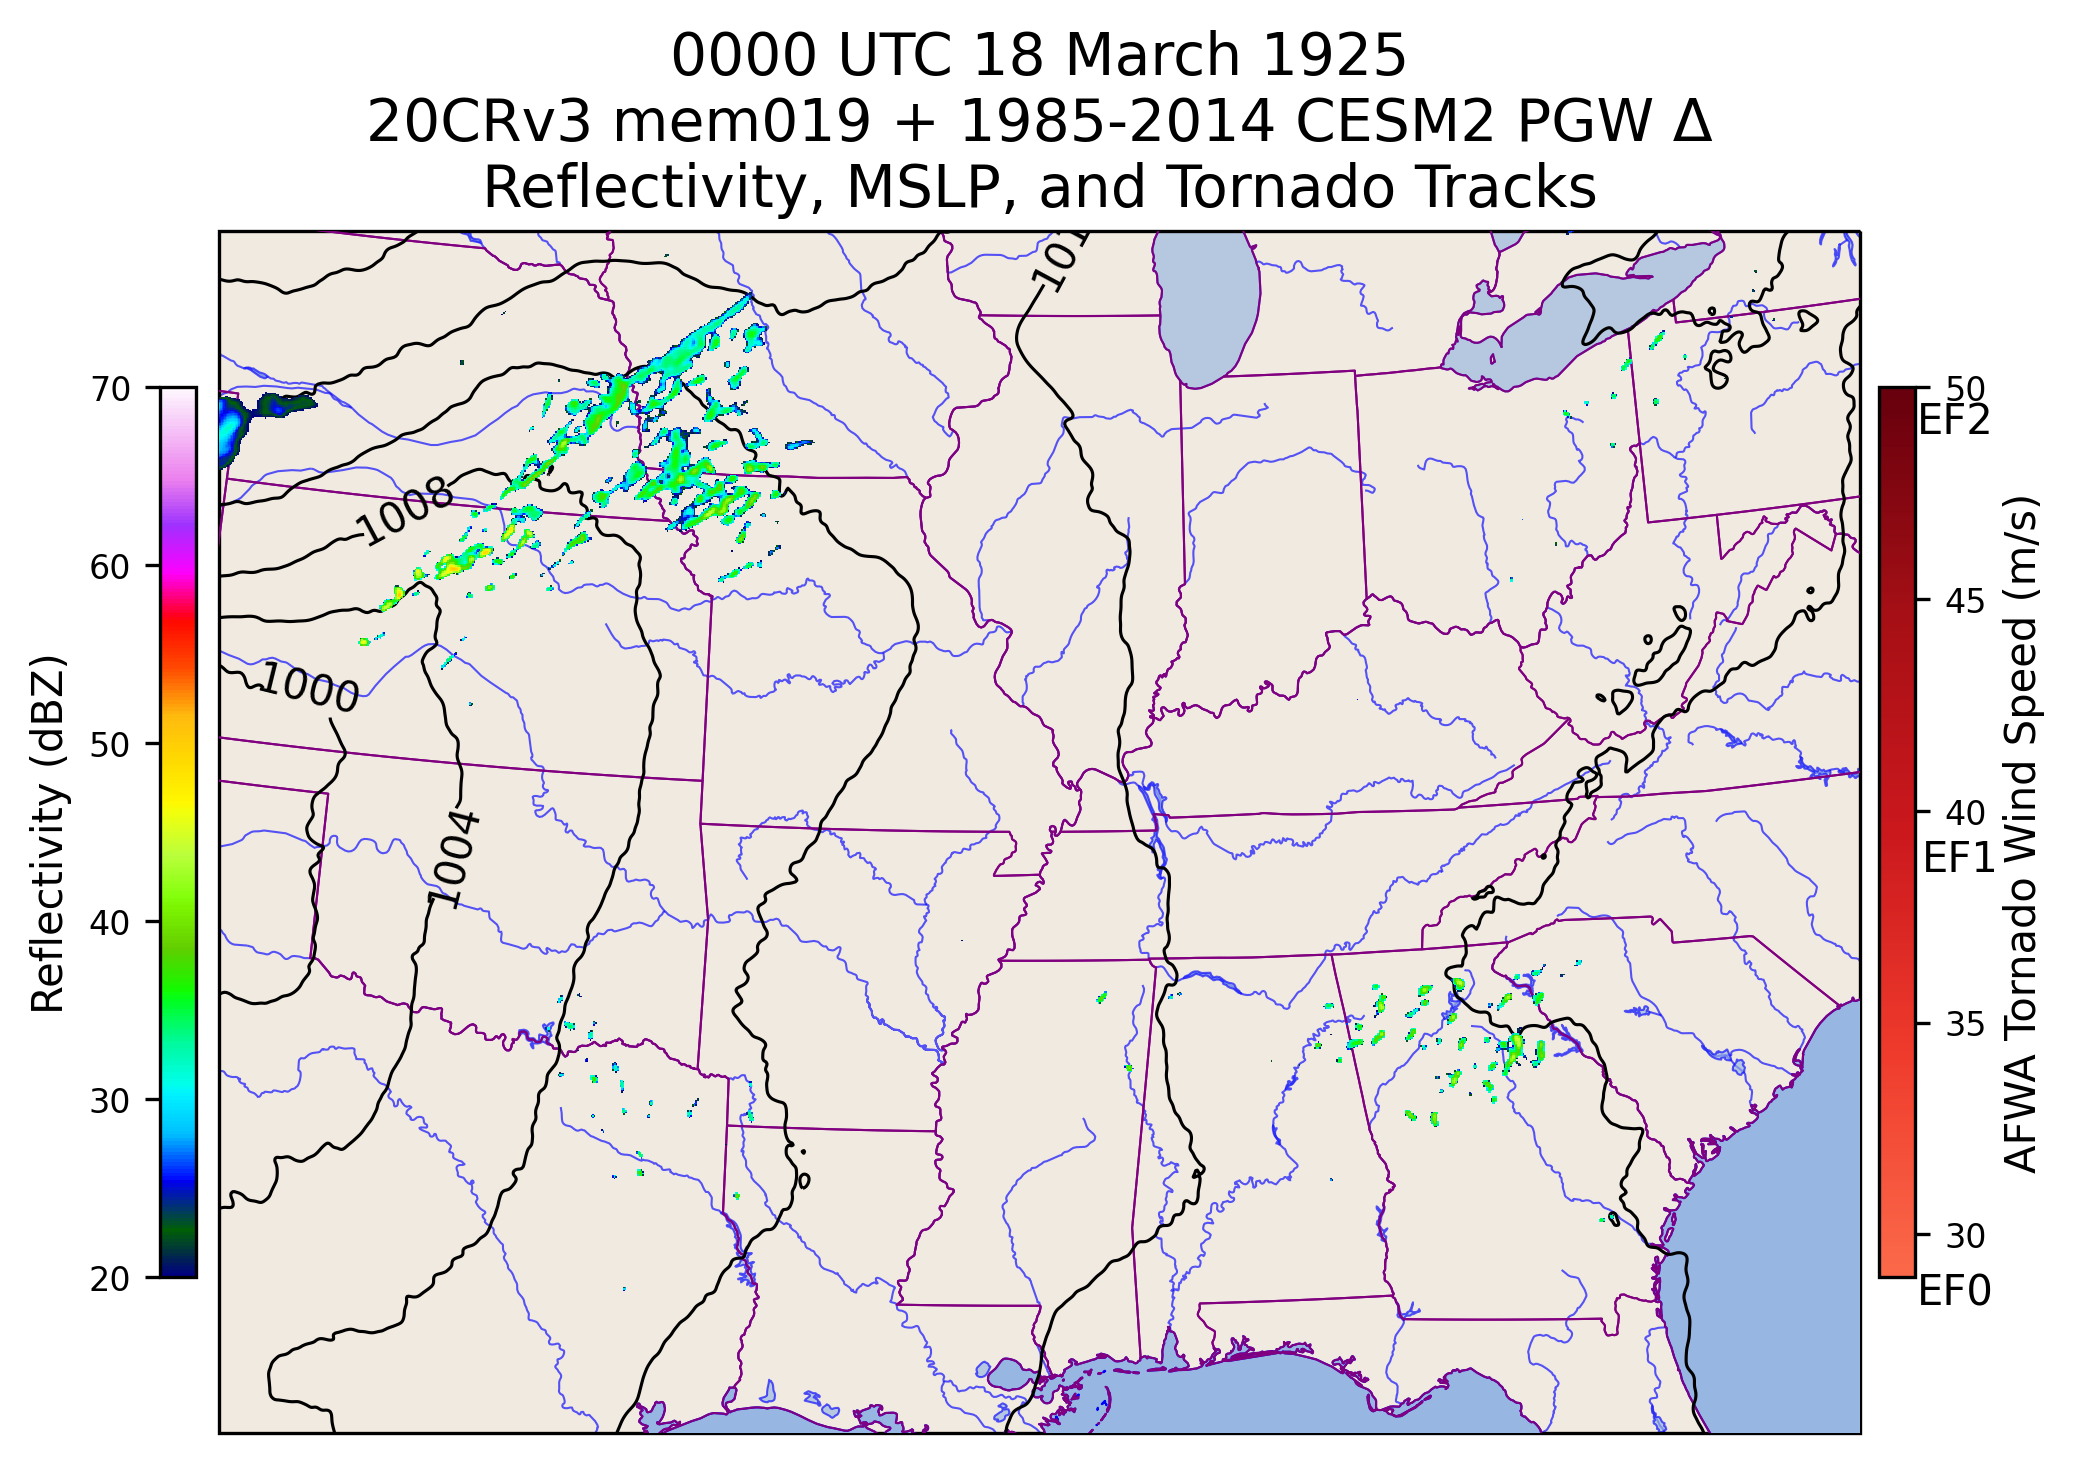 0000 UTC 18 March 1925
20CRv3 mem019 + 1985-2014 CESM2 PGW Δ
Reflectivity, MSLP, and Tornado Tracks
1008
1000
1004
70
60
50
40
30
20
Reflectivity (dBZ)
50
EF2
45
40
EF1
35
30
EF0
AFWA Tornado Wind Speed (m/s)